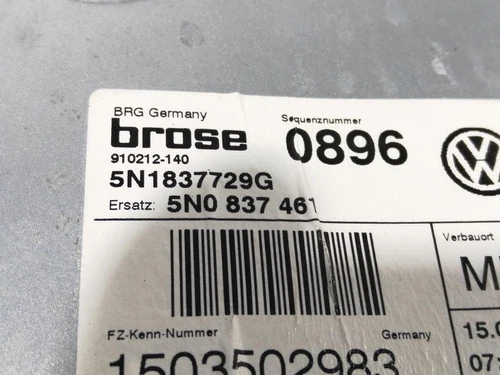 BRG Germany
Sequenznummer
brose
0896
910212-140
5N1837729G
Ersatz: 5N0 837 461
Verbauort
FZ-Kenn-Nummer
Germany
1503502983
15.0
07: